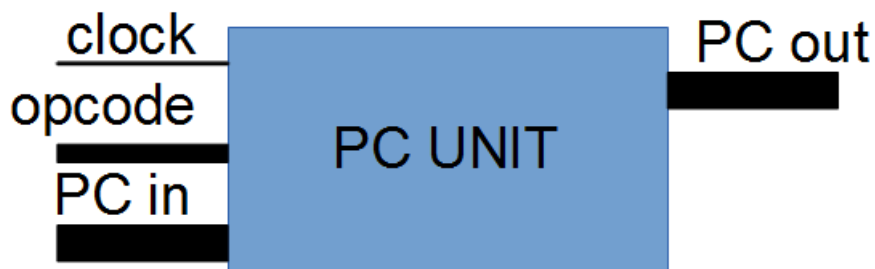 clock
opcode
PC in
PC UNIT
PC out